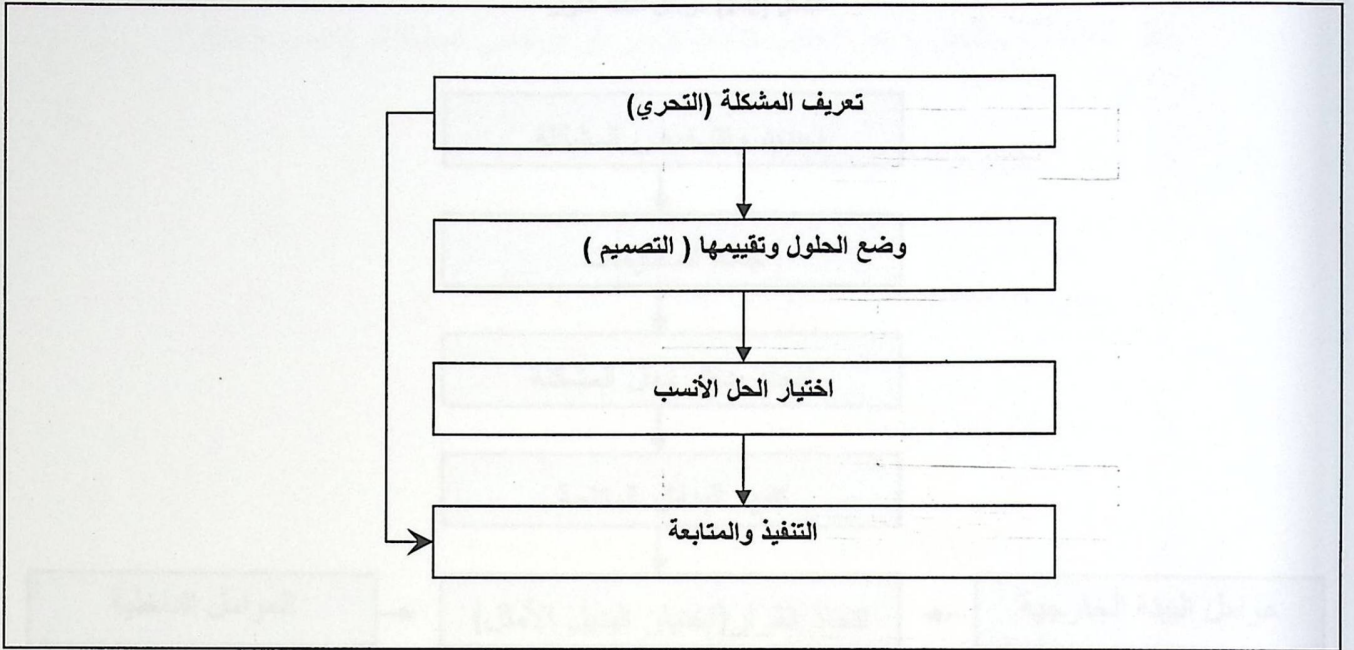 تعريف المشكلة (التحري)
وضع الحلول وتقييمها ( التصميم )
اختيار الحل الأنسب
التنفيذ والمتابعة